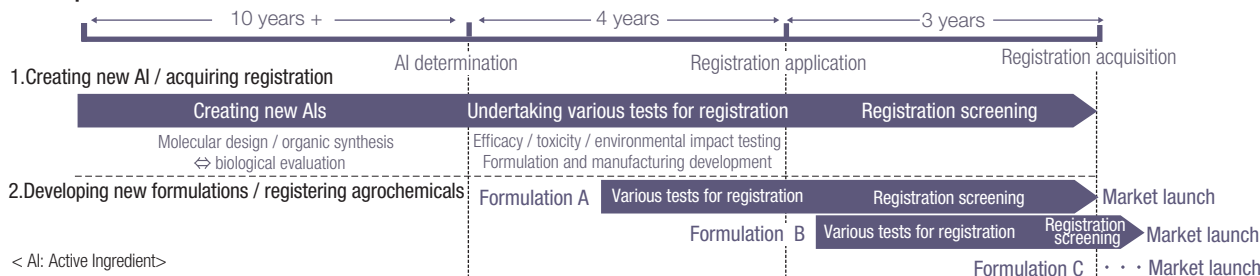 10 years +
4 years
3 years
AI determination
Registration application
Registration acquisition
1.Creating new AI / acquiring registration
Creating new AIs
Undertaking various tests for registration
Registration screening
Molecular design / organic synthesis
⇔ biological evaluation
Efficacy / toxicity / environmental impact testing
Formulation and manufacturing development
2.Developing new formulations / registering agrochemicals
Formulation A
Various tests for registration
Registration screening
Market launch
Formulation B
Various tests for registration
Registration
screening
Market launch
< AI: Active Ingredient>
Formulation C
・・・ Market launch